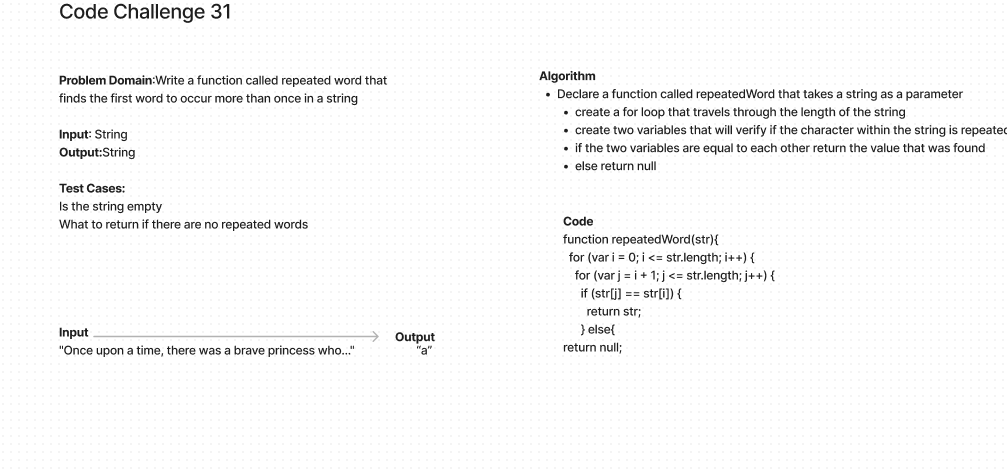 Code Challenge 31
Problem Domain:Write a function called repeated word that
finds the first word to occur more than once in a string
Input: String
Output:String
Test Cases:
Is the string empty
What to return if there are no repeated words
Input
"Once upon a time, there was a brave princess who..."
Output
"a"
Algorithm
• Declare a function called repeatedWord that takes a string as a parameter
• create a for loop that travels through the length of the string
• create two variables that will verify if the character within the string is repeated
• if the two variables are equal to each other return the value that was found
• else return null
Code
function repeatedWord(str){
for (var i = 0; i <= str.length; i++) {
for (var j = i + 1; j <= str.length; j++) {
if (str[j] == str[i]) {
return str;
} else{
return null;